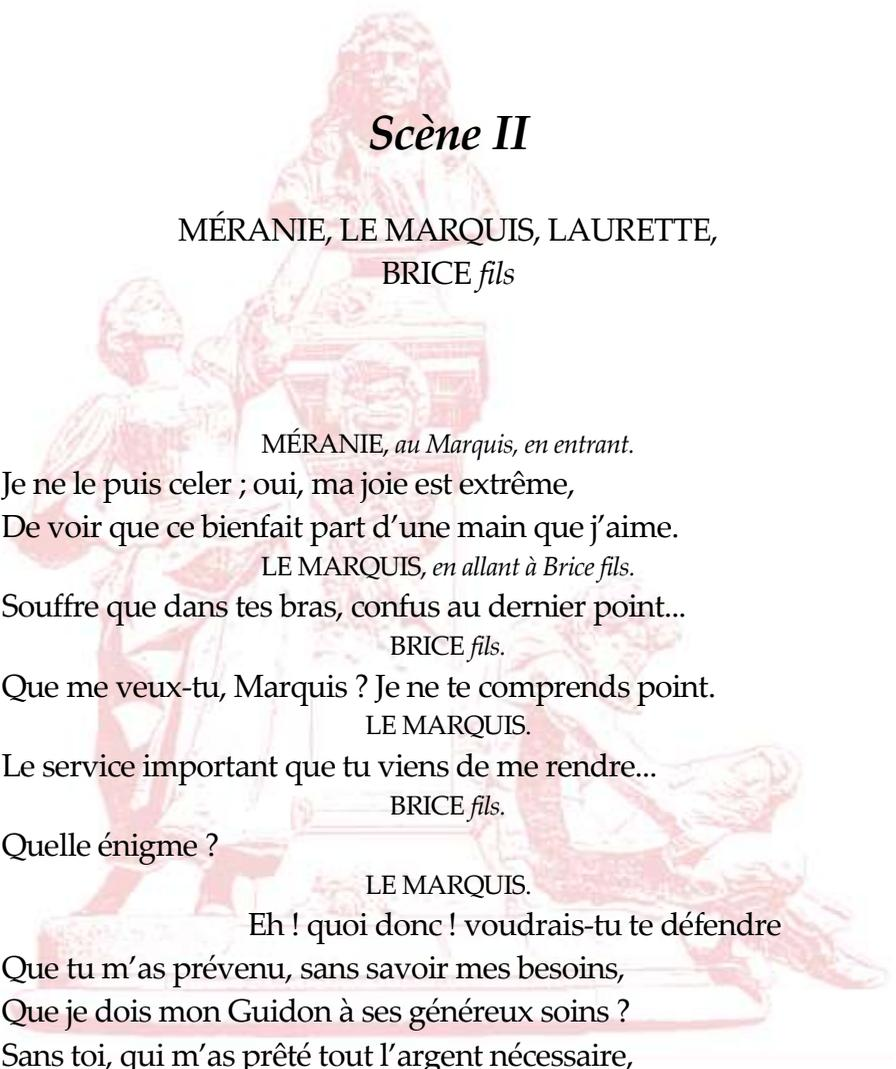 Scène II
MÉRANIE, LE MARQUIS, LAURETTE,
BRICE fils
MÉRANIE, au Marquis, en entrant.
Je ne le puis celer ; oui, ma joie est extrême,
De voir que ce bienfait part d’une main que j’aime.
LE MARQUIS, en allant à Brice fils.
Souffre que dans tes bras, confus au dernier point...
BRICE fils.
Que me veux-tu, Marquis ? Je ne te comprends point.
LE MARQUIS.
Le service important que tu viens de me rendre...
BRICE fils.
Quelle énigme ?
LE MARQUIS.
Eh ! quoi donc ! voudrais-tu te défendre
Que tu m’as prévenu, sans savoir mes besoins,
Que je dois mon Guidon à ses généreux soins ?
Sans toi, qui m’as prêté tout l’argent nécessaire,